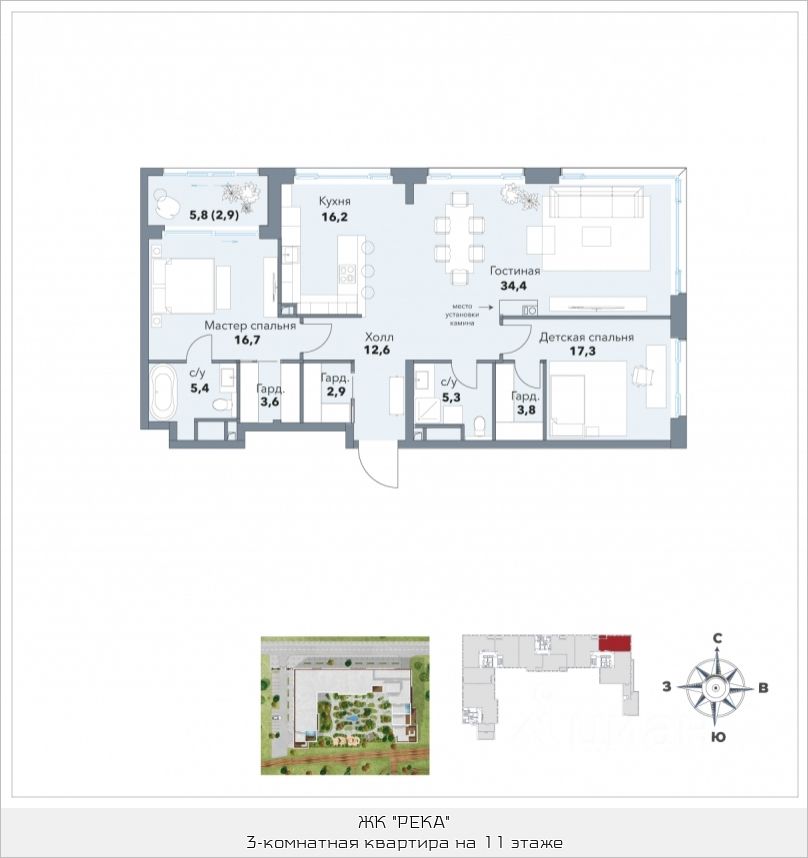 5,8 (2,9)
Кухня
16,2
Гостиная
34,4
место
установки
камина
Мастер спальня
16,7
Холл
12,6
Детская спальня
17,3
с/у
5,4
Гард.
3,6
Гард.
2,9
с/у
5,3
Гард.
3,8
С
З
В
Ю
циан
ЖК "РЕКА"
3-комнатная квартира на 11 этаже